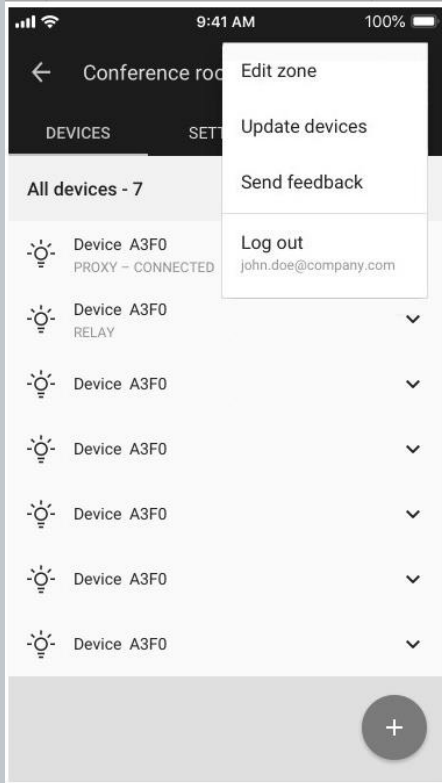 9:41 AM
100%
Conference roo
Edit zone
DEVICES
SETT
Update devices
All devices - 7
Send feedback
Device A3F0
PROXY – CONNECTED
Log out
john.doe@company.com
Device A3F0
RELAY
Device A3F0
Device A3F0
Device A3F0
Device A3F0
Device A3F0